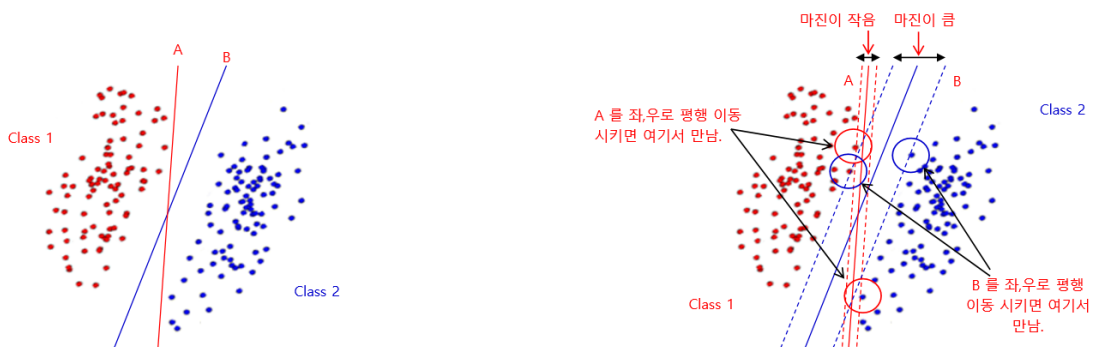 A
B
Class 1
Class 2
마진이 작음
마진이 큼
A
B
Class 2
A 를 좌,우로 평행 이동
시키면 여기서 만남.
Class 1
B 를 좌,우로 평행
이동 시키면 여기서
만남.